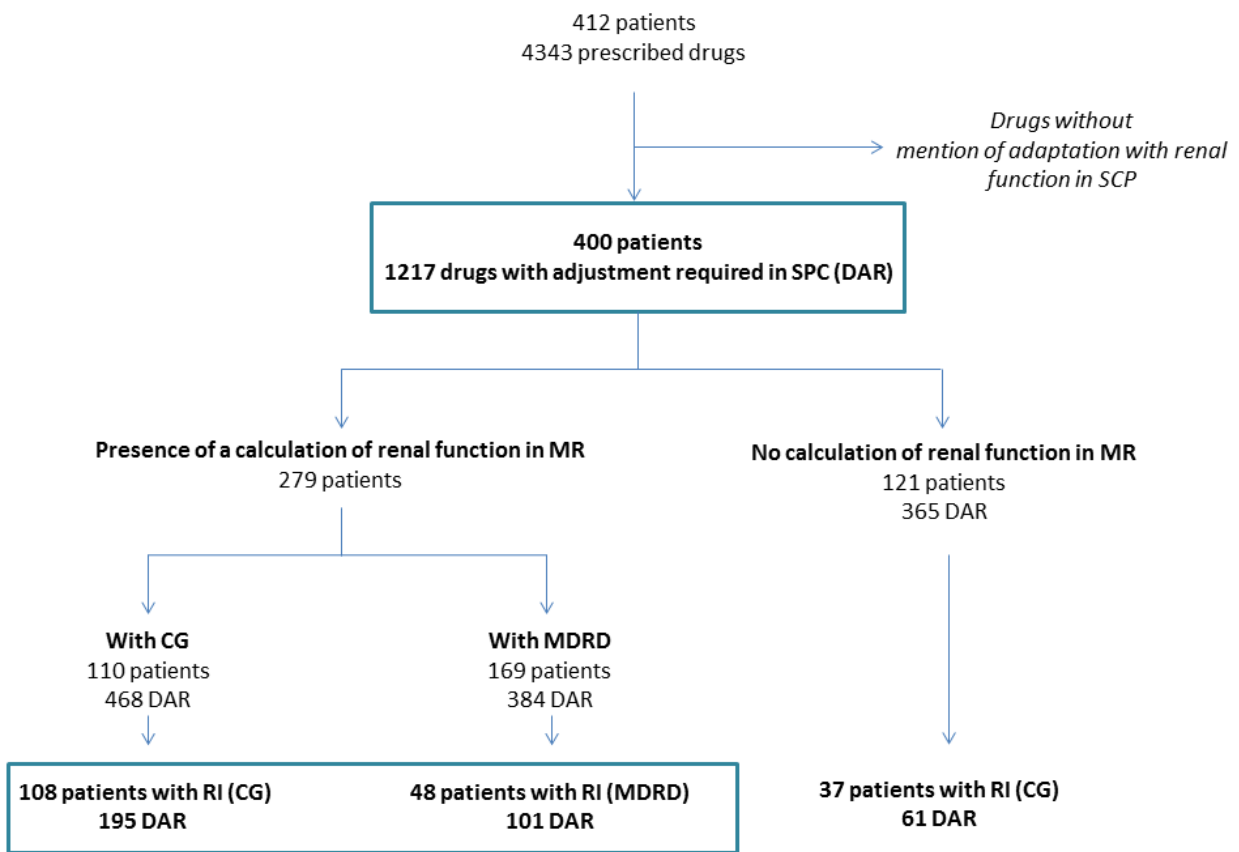 412 patients
4343 prescribed drugs
Drugs without
mention of adaptation with renal
function in SCP
400 patients
1217 drugs with adjustment required in SPC (DAR)
Presence of a calculation of renal function in MR
279 patients
No calculation of renal function in MR
121 patients
365 DAR
With CG
110 patients
468 DAR
With MDRD
169 patients
384 DAR
108 patients with RI (CG)
195 DAR
48 patients with RI (MDRD)
101 DAR
37 patients with RI (CG)
61 DAR